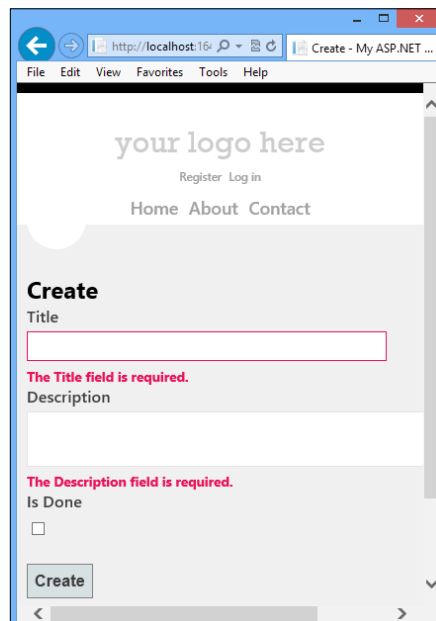 http://localhost:164
Create - My ASP.NET ...
File Edit View Favorites Tools Help
your logo here
Register Log in
Home About Contact
Create
Title
The Title field is required.
Description
The Description field is required.
Is Done
Create